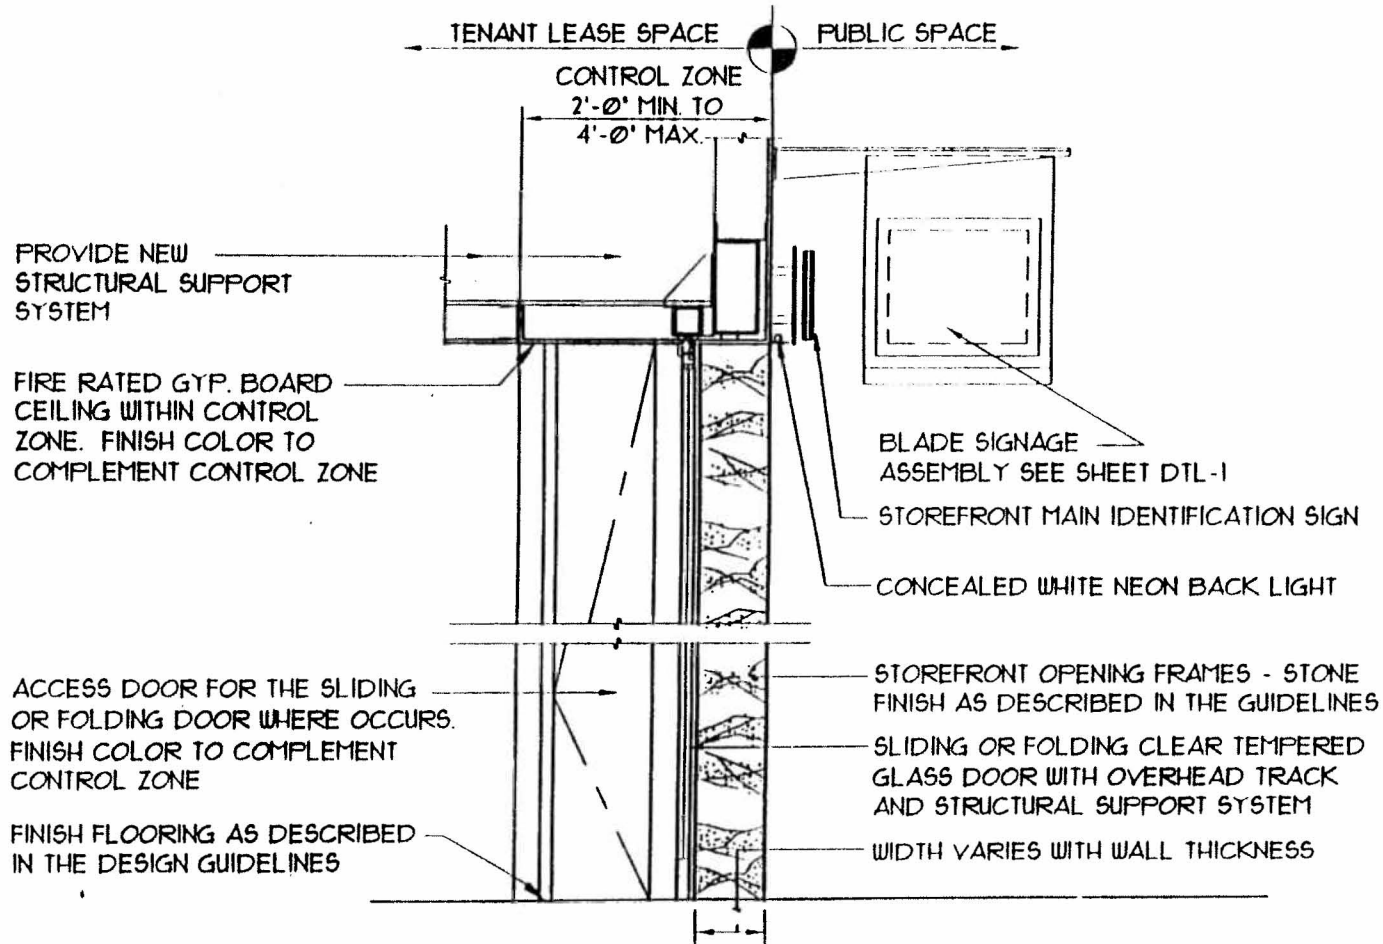 TENANT LEASE SPACE
PUBLIC SPACE
CONTROL ZONE
2'-0" MIN. TO
4'-0" MAX.
PROVIDE NEW
STRUCTURAL SUPPORT
SYSTEM
FIRE RATED GYP. BOARD
CEILING WITHIN CONTROL
ZONE. FINISH COLOR TO
COMPLEMENT CONTROL ZONE
BLADE SIGNAGE
ASSEMBLY SEE SHEET DTL-1
STOREFRONT MAIN IDENTIFICATION SIGN
CONCEALED WHITE NEON BACK LIGHT
ACCESS DOOR FOR THE SLIDING
OR FOLDING DOOR WHERE OCCURS.
FINISH COLOR TO COMPLEMENT
CONTROL ZONE
FINISH FLOORING AS DESCRIBED
IN THE DESIGN GUIDELINES
STOREFRONT OPENING FRAMES - STONE
FINISH AS DESCRIBED IN THE GUIDELINES
SLIDING OR FOLDING CLEAR TEMPERED
GLASS DOOR WITH OVERHEAD TRACK
AND STRUCTURAL SUPPORT SYSTEM
WIDTH VARIES WITH WALL THICKNESS